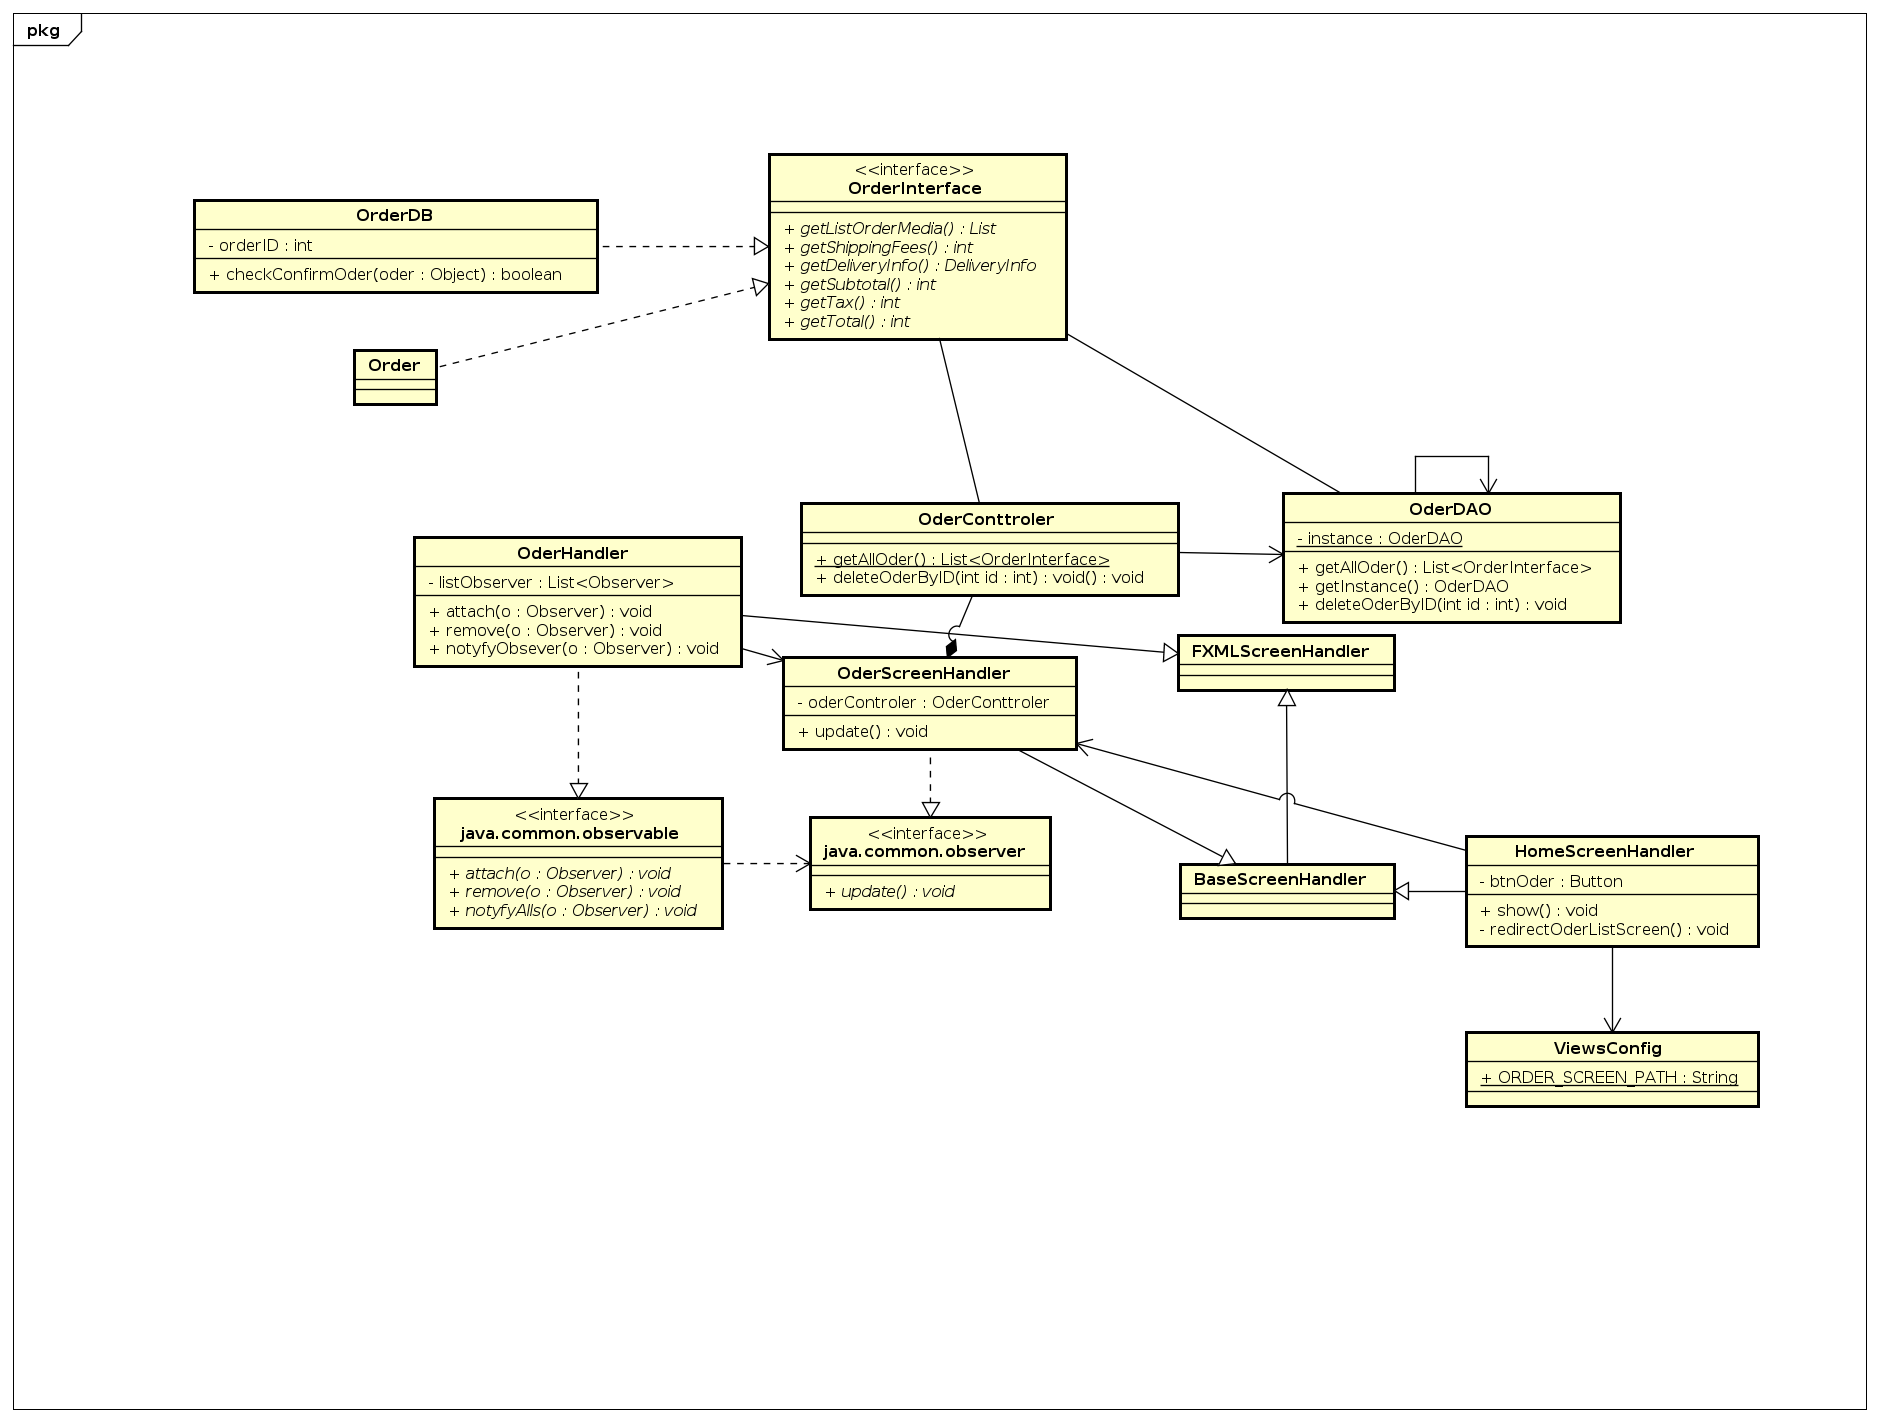 pkg
<<interface>>
OrderInterface
+ getListOrderMedia() : List
+ getShippingFees() : int
+ getDeliveryInfo() : DeliveryInfo
+ getSubtotal() : int
+ getTax() : int
+ getTotal() : int
OrderDB
- orderID : int
+ checkConfirmOder(oder : Object) : boolean
Order
OderConttroler
+ getAllOder() : List<OrderInterface>
+ deleteOderByID(int id : int) : void() : void
OderDAO
- instance : OderDAO
+ getAllOder() : List<OrderInterface>
+ getInstance() : OderDAO
+ deleteOderByID(int id : int) : void
OderHandler
- listObserver : List<Observer>
+ attach(o : Observer) : void
+ remove(o : Observer) : void
+ notyfyObsever(o : Observer) : void
FXMLScreenHandler
OderScreenHandler
- oderControler : OderConttroler
+ update() : void
<<interface>>
java.common.observable
+ attach(o : Observer) : void
+ remove(o : Observer) : void
+ notyfyAlls(o : Observer) : void
<<interface>>
java.common.observer
+ update() : void
BaseScreenHandler
HomeScreenHandler
- btnOder : Button
+ show() : void
- redirectOderListScreen() : void
ViewsConfig
+ ORDER_SCREEN_PATH : String